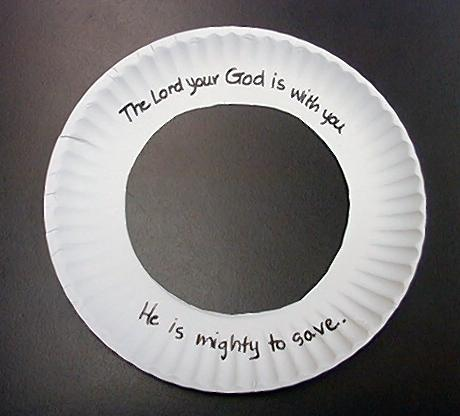 The Lord your God is with you
He is mighty to save.